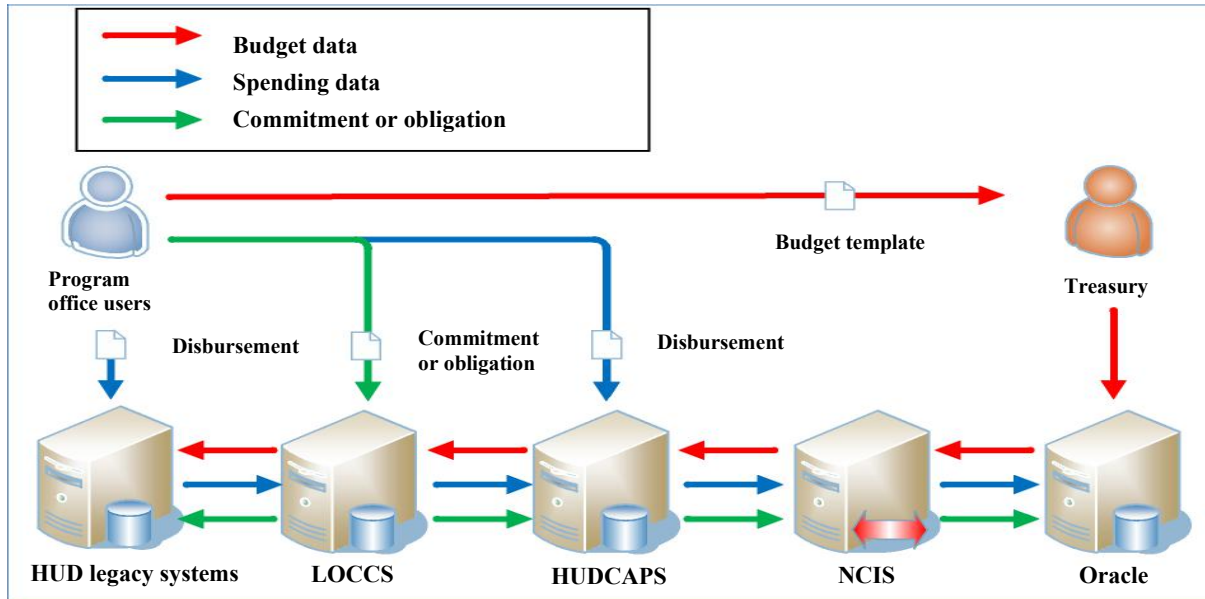 Budget data
Spending data
Commitment or obligation
Budget template
Program
office users
Treasury
Disbursement
Commitment
or obligation
Disbursement
HUD legacy systems
LOCCS
HUDCAPS
NCIS
Oracle